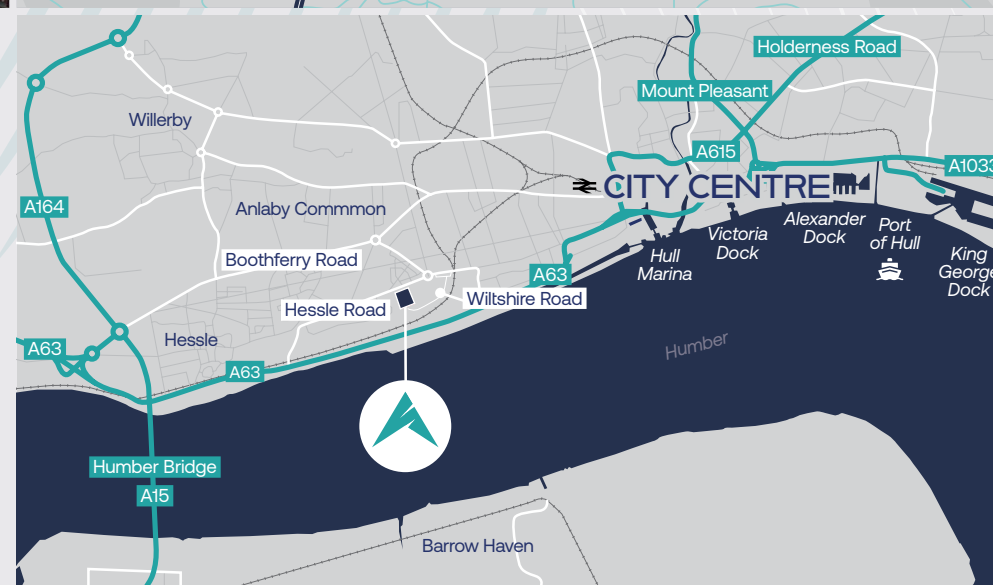 Holderness Road
Mount Pleasant
Willerby
A615
A1033
CITY CENTRE
A164
Anlaby Commmon
Alexander
Dock
Port
of Hull
Victoria
Dock
Hull
Marina
King
George
Dock
Boothferry Road
A63
Wiltshire Road
Hessle Road
Hessle
A63
Humber
A63
Humber Bridge
A15
Barrow Haven